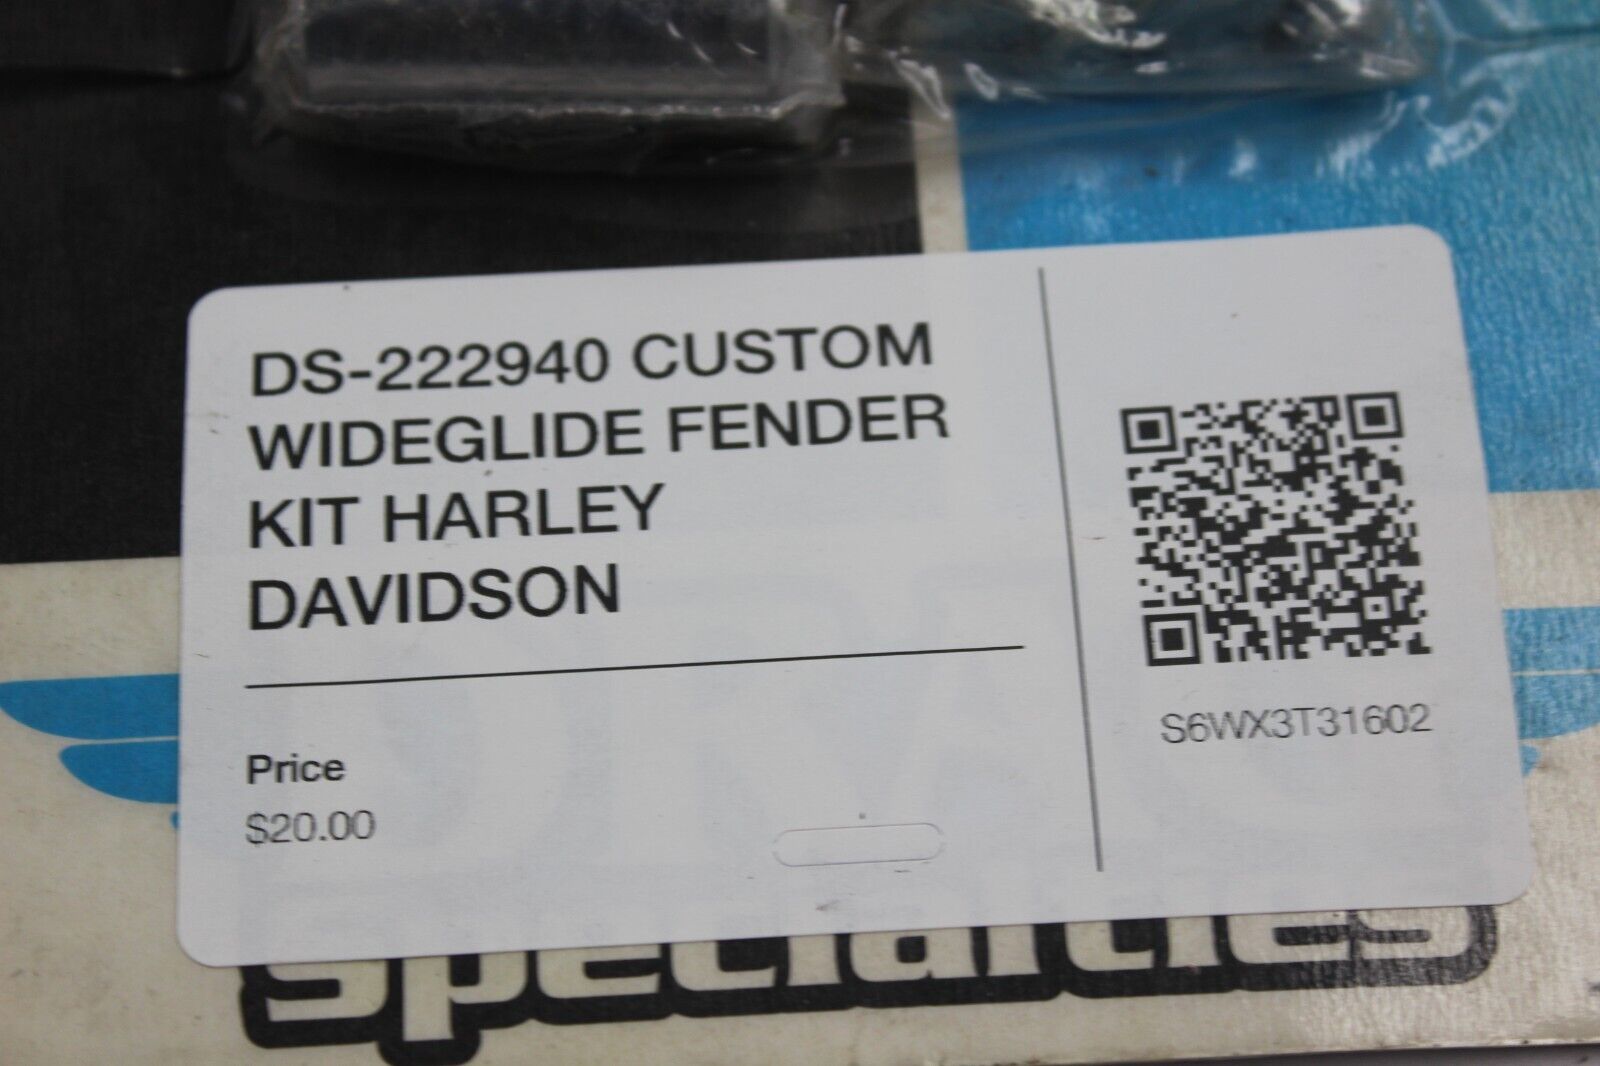 DS-222940 CUSTOM
WIDEGLIDE FENDER
KIT HARLEY
DAVIDSON
Price
$20.00
S6WX3T31602
specialties